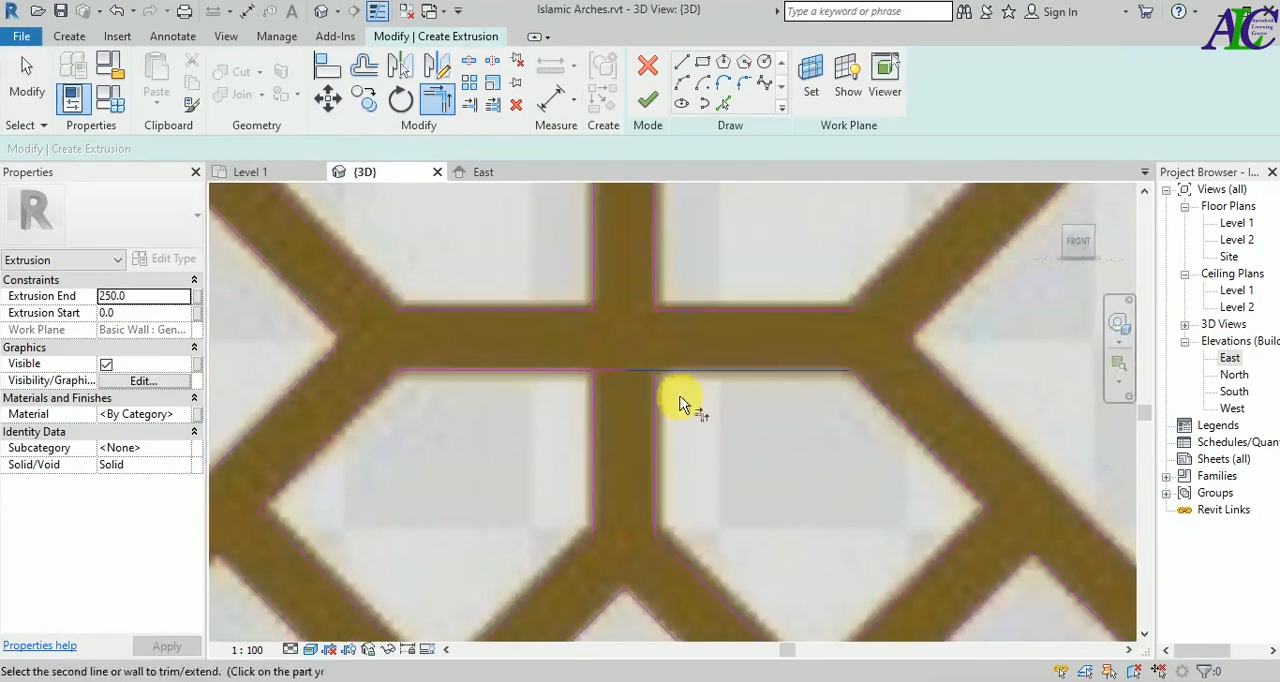 Islamic Arches.rvt - 3D View: {3D}
Type a keyword or phrase
Sign In
ALC
Autodesk
Learning
Center
File
Create
Insert
Annotate
View
Manage
Add-Ins
Modify | Create Extrusion
Modify
Paste
Cut
Join
Set
Show
Viewer
Select
Properties
Clipboard
Geometry
Modify
Measure
Create
Mode
Draw
Work Plane
Modify | Create Extrusion
Properties
Level 1
{3D}
East
Project Browser - I...
R
Extrusion
Edit Type
Constraints
Extrusion End 250.0
Extrusion Start 0.0
Work Plane Basic Wall : Gen...
Graphics
Visible
Visibility/Graphi... Edit...
Materials and Finishes
Material <By Category>
Identity Data
Subcategory <None>
Solid/Void Solid
Properties help
Apply
FRONT
Views (all)
Floor Plans
Level 1
Level 2
Site
Ceiling Plans
Level 1
Level 2
3D Views
Elevations (Build
East
North
South
West
Legends
Schedules/Quan
Sheets (all)
Families
Groups
Revit Links
1 : 100
Select the second line or wall to trim/extend. (Click on the part yo
:0